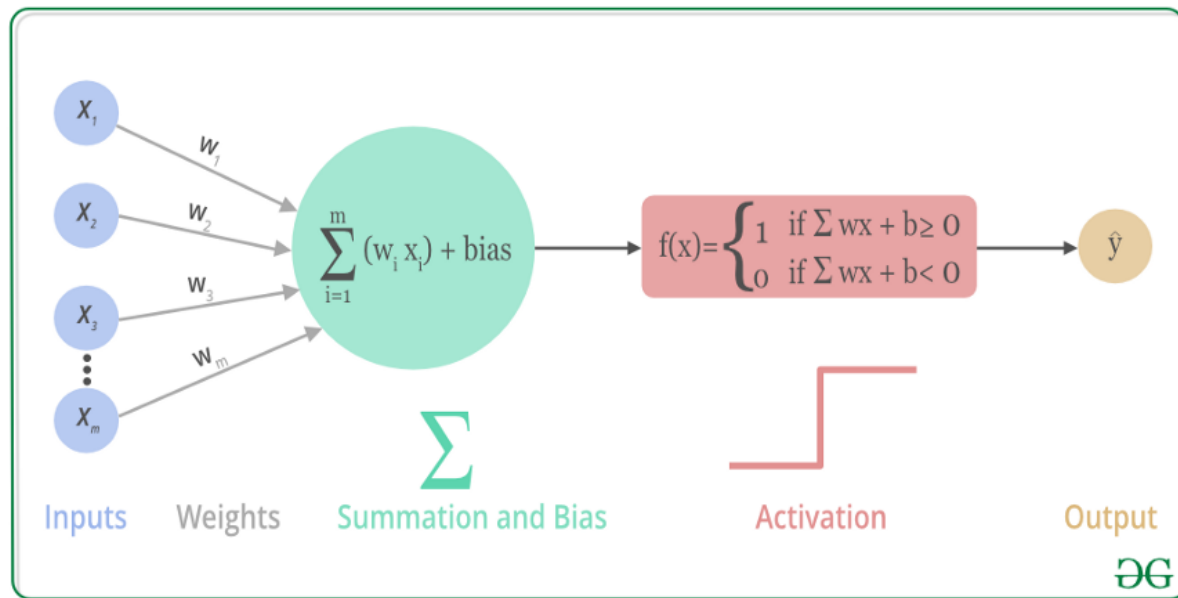 X₁
X₂
X₃
Xₘ
W₁
W₂
W₃
Wₘ
m
∑ (wᵢ xᵢ) + bias
i=1
f(x)= { 1 if Σ wx + b ≥ 0
0 if Σ wx + b < 0
ŷ
Σ
Inputs
Weights
Summation and Bias
Activation
Output